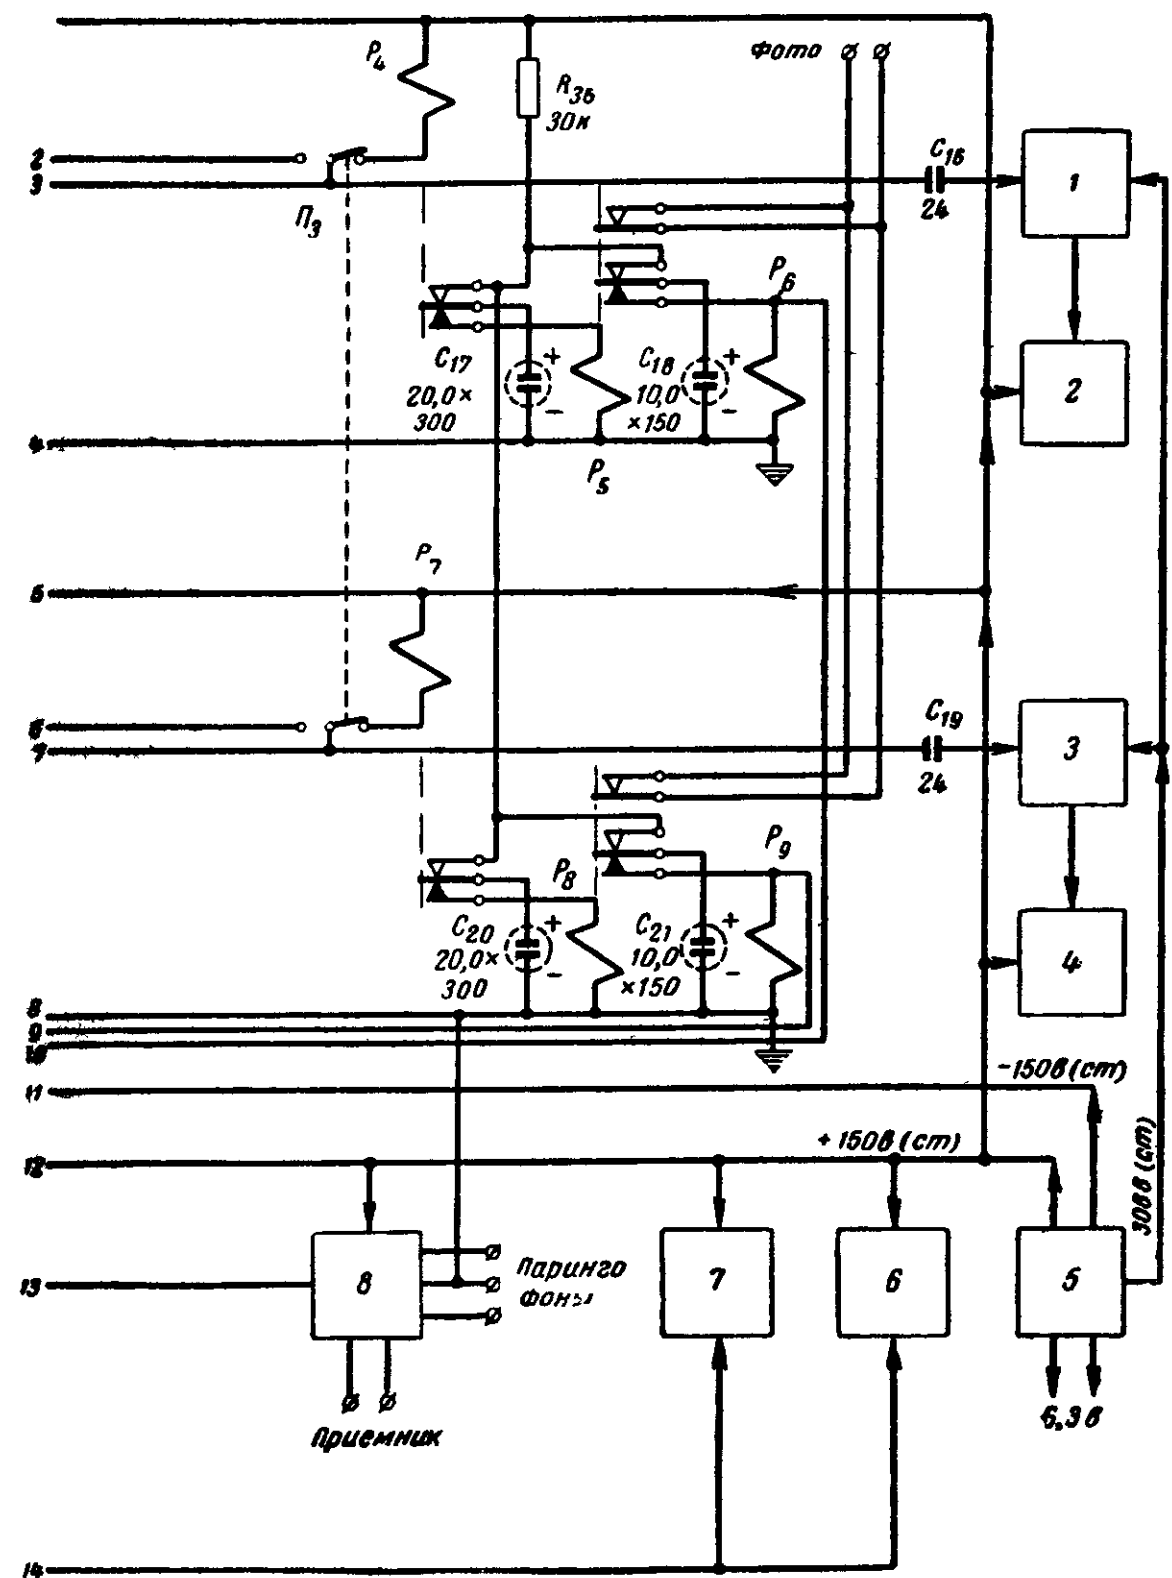 P₄
R₃₆
30к
Фото
2
3
П₃
C₁₆
24
1
P₆
C₁₇
20,0×
300
+
−
C₁₈
10,0
×150
+
−
2
4
P₅
P₇
5
6
7
C₁₉
24
3
P₉
P₈
C₂₀
20,0×
300
+
−
C₂₁
10,0
×150
+
−
4
8
9
10
11
−150в (ст)
+150в (ст)
300в (ст)
12
13
8
Ларинго
фоны
7
6
5
6,3в
Приемник
14